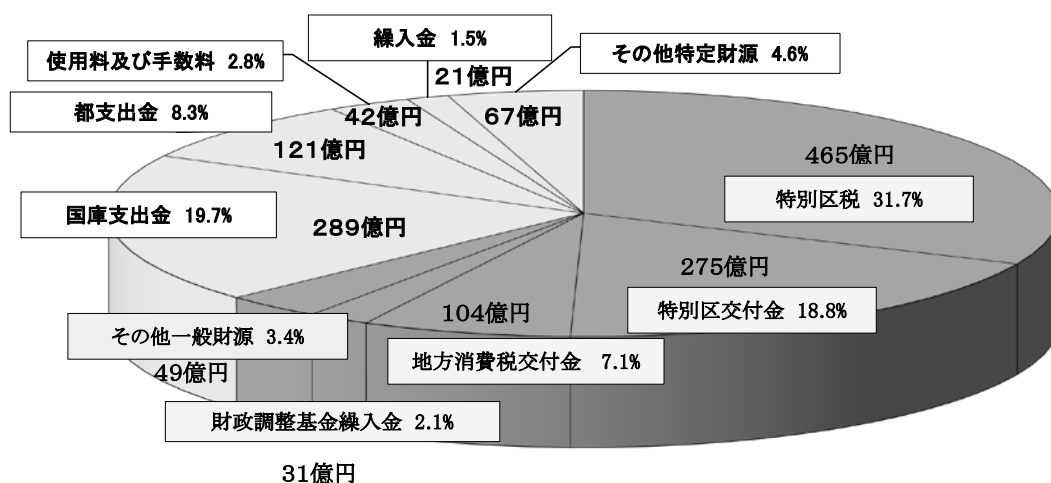 繰入金 1.5%
使用料及び手数料 2.8%
その他特定財源 4.6%
21億円
都支出金 8.3%
42億円
67億円
121億円
465億円
特別区税 31.7%
国庫支出金 19.7%
289億円
275億円
特別区交付金 18.8%
104億円
その他一般財源 3.4%
地方消費税交付金 7.1%
49億円
財政調整基金繰入金 2.1%
31億円